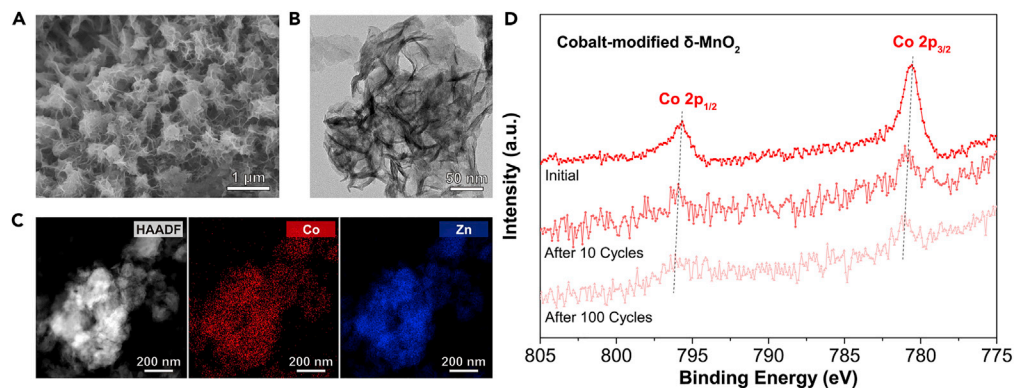 A
1 µm
B
50 nm
C
HAADF
200 nm
Co
200 nm
Zn
200 nm
D
Cobalt-modified δ-MnO₂
Co 2p₃/₂
Co 2p₁/₂
Initial
After 10 Cycles
After 100 Cycles
Intensity (a.u.)
805 800 795 790 785 780 775
Binding Energy (eV)